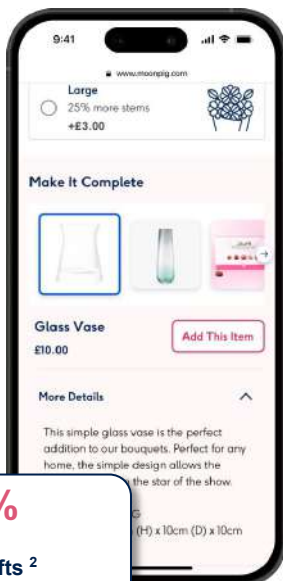 9:41
www.moonpig.com
Large
25% more stems
+£3.00
Make It Complete
Glass Vase
£10.00
Add This Item
More Details
This simple glass vase is the perfect
addition to our bouquets. Perfect for any
home, the simple design allows the
the star of the show.
G
(H) x 10cm (D) x 10cm
%
fts ²